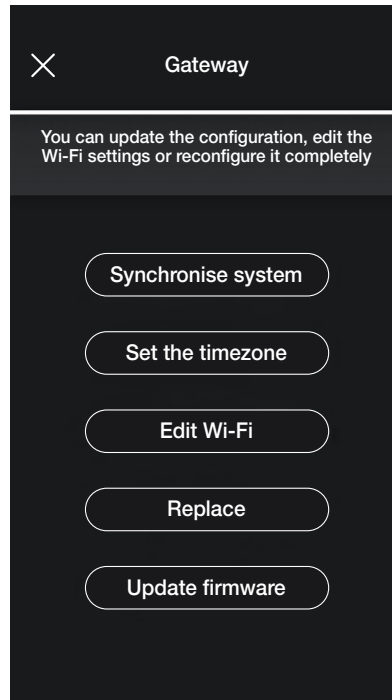 Gateway
You can update the configuration, edit the
Wi-Fi settings or reconfigure it completely
Synchronise system
Set the timezone
Edit Wi-Fi
Replace
Update firmware